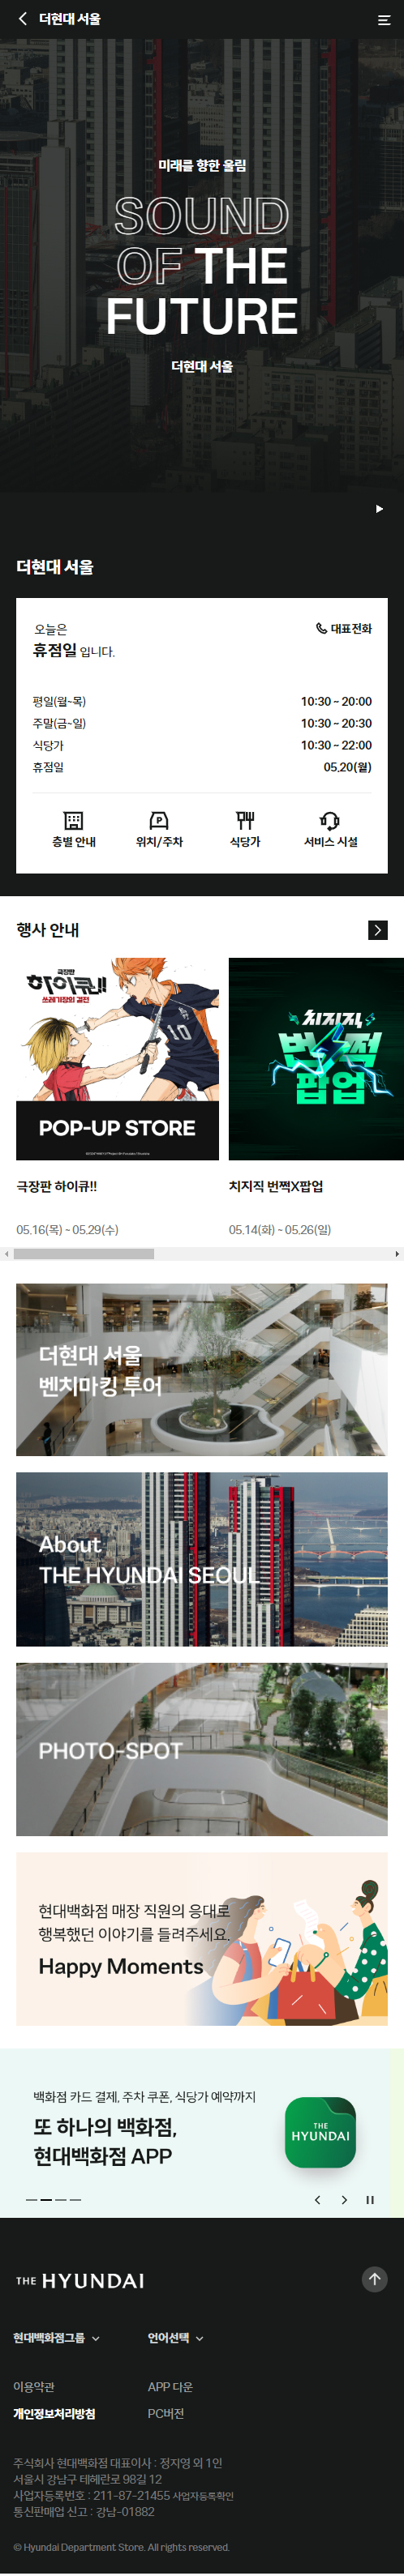 더현대 서울
미래를 향한 울림
SOUND
OF THE
FUTURE
더현대 서울
더현대 서울
오늘은
휴점일 입니다.
대표전화
평일(월~목) 10:30 ~ 20:00
주말(금~일) 10:30 ~ 20:30
식당가 10:30 ~ 22:00
휴점일 05.20(월)
층별 안내 위치/주차 식당가 서비스 시설
행사 안내
극장판
하이큐!!
쓰레기장의 결전
10
POP-UP STORE
치지직
번쩍
팝업
극장판 하이큐!!
치지직 번쩍X팝업
05.16(목) ~ 05.29(수)
05.14(화) ~ 05.26(일)
더현대 서울
벤치마킹 투어
About
THE HYUNDAI SEOUL
PHOTO-SPOT
현대백화점 매장 직원의 응대로
행복했던 이야기를 들려주세요.
Happy Moments
백화점 카드 결제, 주차 쿠폰, 식당가 예약까지
또 하나의 백화점,
현대백화점 APP
THE
HYUNDAI
THE HYUNDAI
현대백화점그룹 언어선택
이용약관 APP 다운
개인정보처리방침 PC버전
주식회사 현대백화점 대표이사 : 정지영 외 1인
서울시 강남구 테헤란로 98길 12
사업자등록번호 : 211-87-21455 사업자등록확인
통신판매업 신고 : 강남-01882
© Hyundai Department Store. All rights reserved.